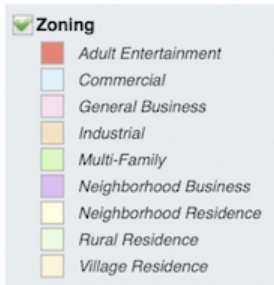 Zoning
Adult Entertainment
Commercial
General Business
Industrial
Multi-Family
Neighborhood Business
Neighborhood Residence
Rural Residence
Village Residence